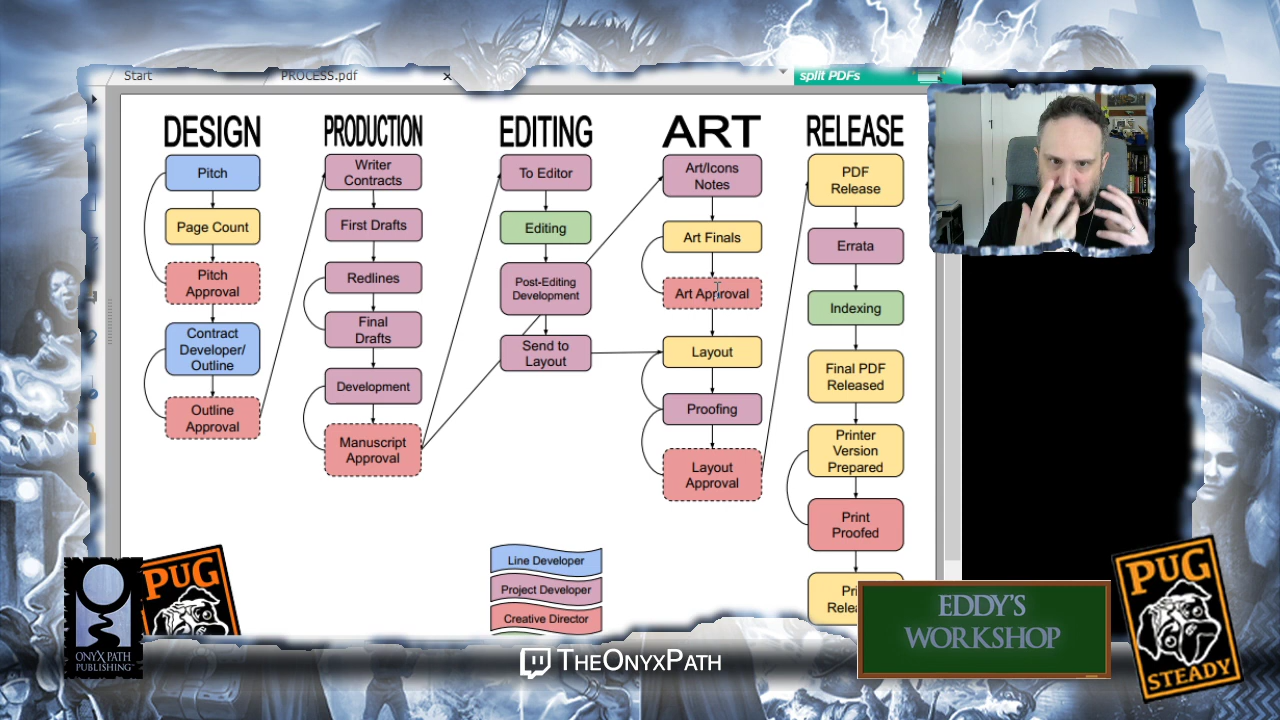 Start
PROCESS.pdf
split PDFs
DESIGN
Pitch
Page Count
Pitch
Approval
Contract
Developer/
Outline
Outline
Approval
PRODUCTION
Writer
Contracts
First Drafts
Redlines
Final
Drafts
Development
Manuscript
Approval
EDITING
To Editor
Editing
Post-Editing
Development
Send to
Layout
ART
Art/Icons
Notes
Art Finals
Art Approval
Layout
Proofing
Layout
Approval
RELEASE
PDF
Release
Errata
Indexing
Final PDF
Released
Printer
Version
Prepared
Print
Proofed
Line Developer
Project Developer
Creative Director
ONYX PATH
PUBLISHING™
PUG
THEONYXPATH
EDDY'S
WORKSHOP
PUG
STEADY